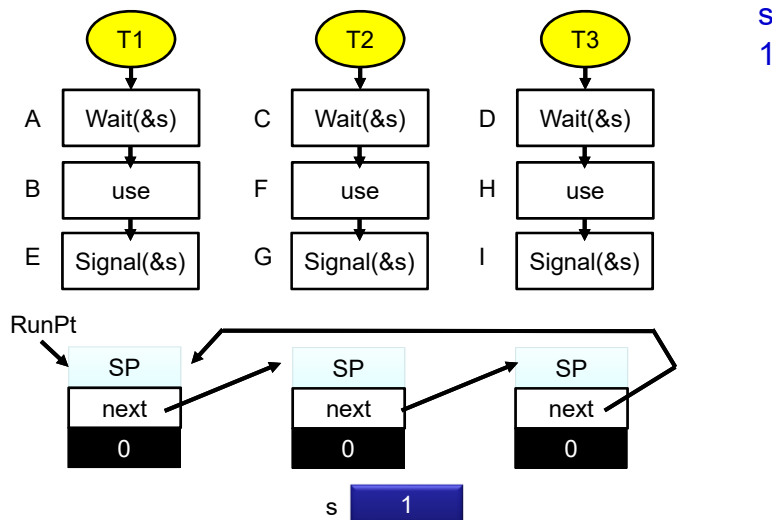 T1 T2 T3 s
1
A Wait(&s) C Wait(&s) D Wait(&s)
B use F use H use
E Signal(&s) G Signal(&s) I Signal(&s)
RunPt
SP SP SP
next next next
0 0 0
s 1